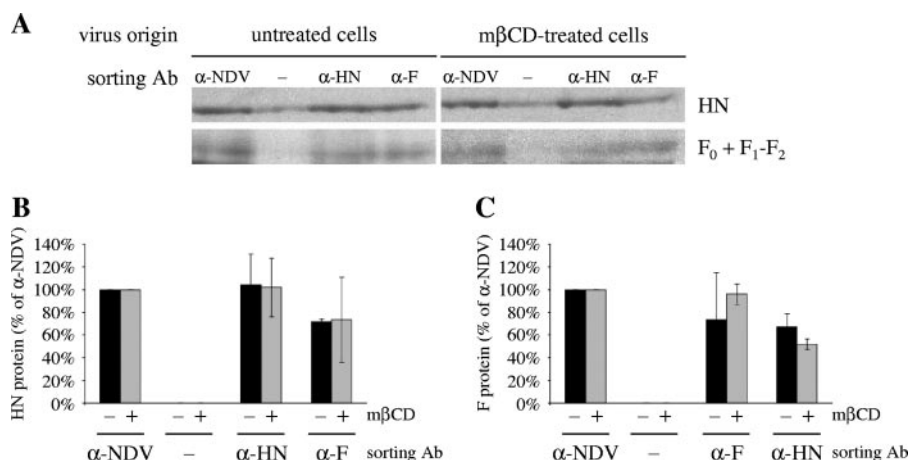 A
virus origin untreated cells mβCD-treated cells
sorting Ab α-NDV – α-HN α-F α-NDV – α-HN α-F
HN
F₀ + F₁-F₂
B
HN protein (% of α-NDV)
140%
120%
100%
80%
60%
40%
20%
0%
– + – + – + – + mβCD
α-NDV – α-HN α-F sorting Ab
C
F protein (% of α-NDV)
140%
120%
100%
80%
60%
40%
20%
0%
– + – + – + – + mβCD
α-NDV – α-F α-HN sorting Ab